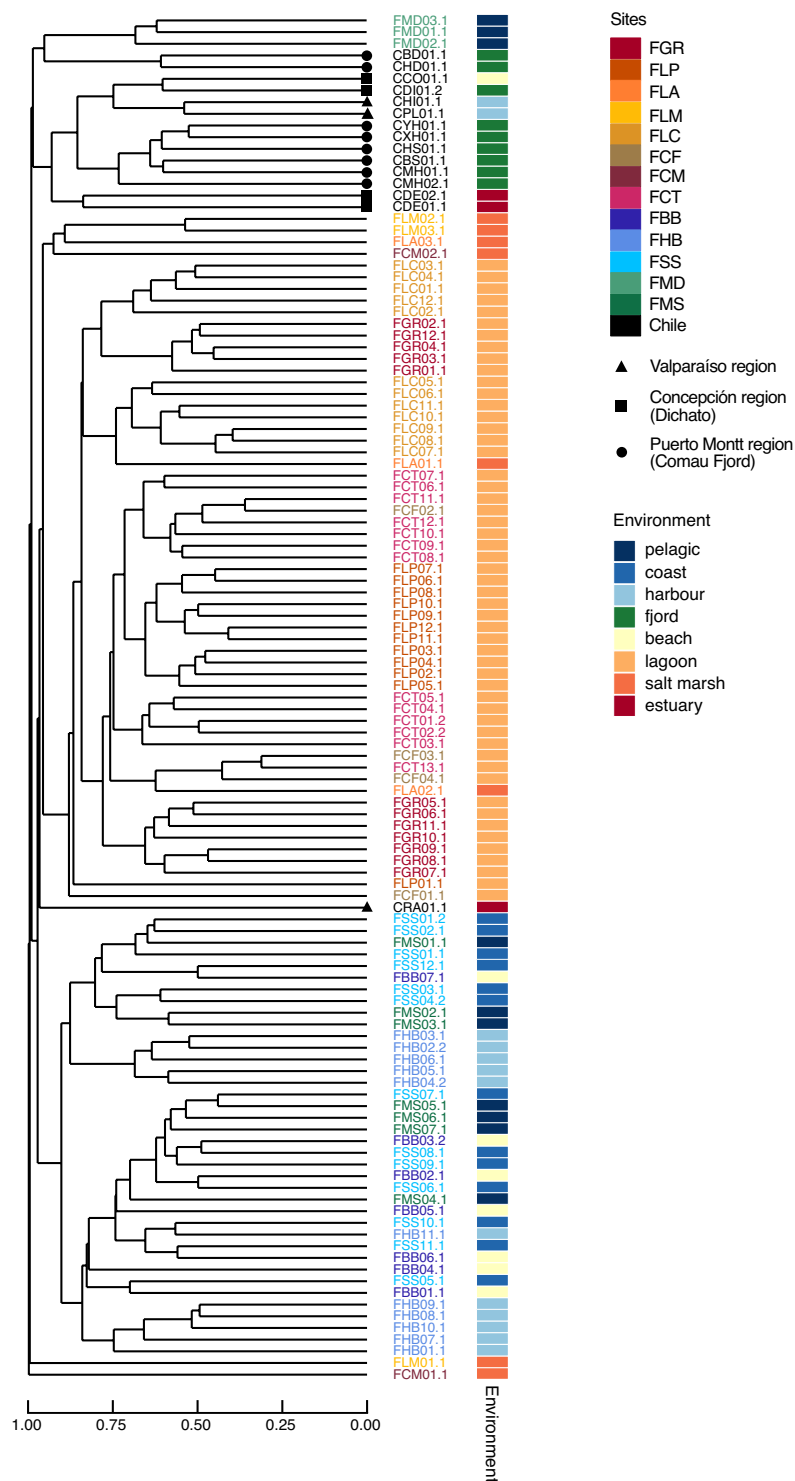 FMD03.1
FMD01.1
FMD02.1
CBD01.1
CHD01.1
CCO01.1
CDI01.2
CHI01.1
CPL01.1
CYH01.1
CXH01.1
CHS01.1
CBS01.1
CMH01.1
CMH02.1
CDE02.1
CDE01.1
FLM02.1
FLM03.1
FLA03.1
FCM02.1
FLC03.1
FLC04.1
FLC01.1
FLC12.1
FLC02.1
FGR02.1
FGR12.1
FGR04.1
FGR03.1
FGR01.1
FLC05.1
FLC06.1
FLC11.1
FLC10.1
FLC09.1
FLC08.1
FLC07.1
FLA01.1
FCT07.1
FCT06.1
FCT11.1
FCF02.1
FCT12.1
FCT10.1
FCT09.1
FCT08.1
FLP07.1
FLP06.1
FLP08.1
FLP10.1
FLP09.1
FLP12.1
FLP11.1
FLP03.1
FLP04.1
FLP02.1
FLP05.1
FCT05.1
FCT04.1
FCT01.2
FCT02.2
FCT03.1
FCF03.1
FCT13.1
FCF04.1
FLA02.1
FGR05.1
FGR06.1
FGR11.1
FGR10.1
FGR09.1
FGR08.1
FGR07.1
FLP01.1
FCF01.1
CRA01.1
FSS01.2
FSS02.1
FMS01.1
FSS01.1
FSS12.1
FBB07.1
FSS03.1
FSS04.2
FMS02.1
FMS03.1
FHB03.1
FHB02.2
FHB06.1
FHB05.1
FHB04.2
FSS07.1
FMS05.1
FMS06.1
FMS07.1
FBB03.2
FSS08.1
FSS09.1
FBB02.1
FSS06.1
FMS04.1
FBB05.1
FSS10.1
FHB11.1
FSS11.1
FBB06.1
FBB04.1
FSS05.1
FBB01.1
FHB09.1
FHB08.1
FHB10.1
FHB07.1
FHB01.1
FLM01.1
FCM01.1
1.00 0.75 0.50 0.25 0.00
Environment
Sites
FGR
FLP
FLA
FLM
FLC
FCF
FCM
FCT
FBB
FHB
FSS
FMD
FMS
Chile
Valparaíso region
Concepción region
(Dichato)
Puerto Montt region
(Comau Fjord)
Environment
pelagic
coast
harbour
fjord
beach
lagoon
salt marsh
estuary